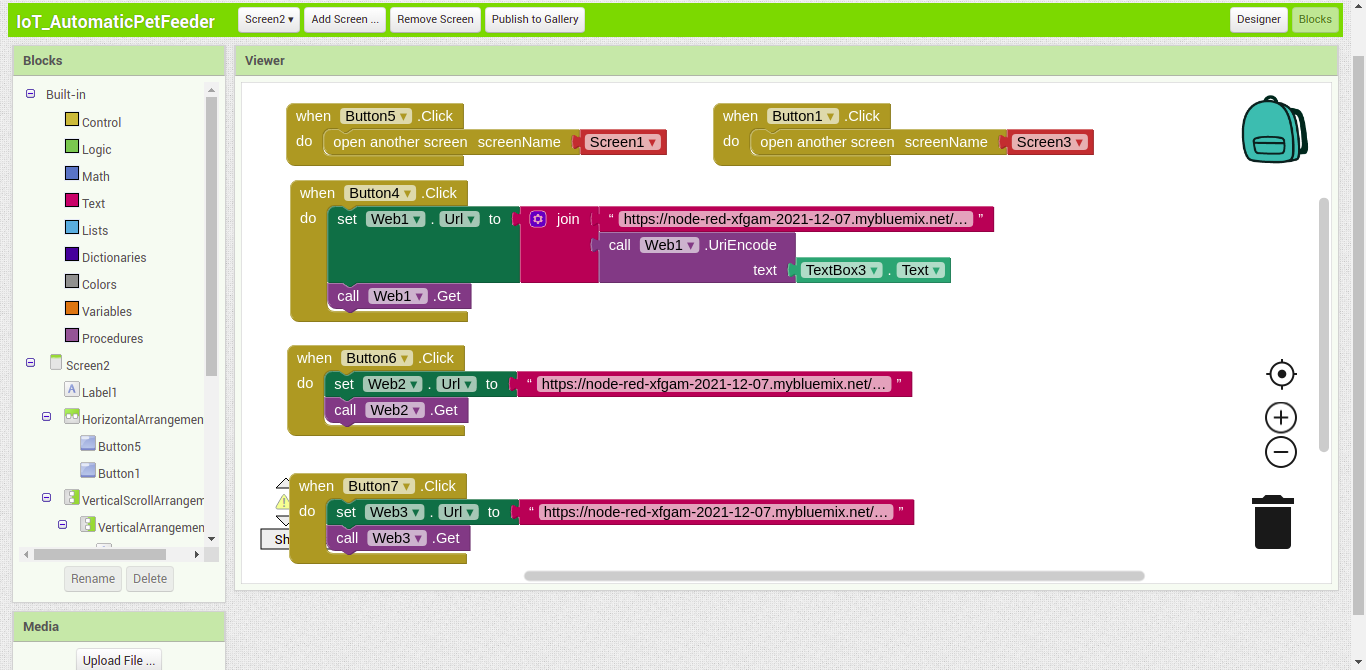 IoT_AutomaticPetFeeder Screen2 ▾ Add Screen ... Remove Screen Publish to Gallery Designer Blocks
Blocks
Viewer
Built-in
Control
Logic
Math
Text
Lists
Dictionaries
Colors
Variables
Procedures
Screen2
Label1
HorizontalArrangemen
Button5
Button1
VerticalScrollArrangem
VerticalArrangemen
Rename Delete
Media
Upload File ...
when Button5 ▾ .Click
do open another screen screenName Screen1 ▾
when Button1 ▾ .Click
do open another screen screenName Screen3 ▾
when Button4 ▾ .Click
do set Web1 ▾ . Url ▾ to join “ https://node-red-xfgam-2021-12-07.mybluemix.net/... ”
call Web1 ▾ .UriEncode
text TextBox3 ▾ . Text ▾
call Web1 ▾ .Get
when Button6 ▾ .Click
do set Web2 ▾ . Url ▾ to “ https://node-red-xfgam-2021-12-07.mybluemix.net/... ”
call Web2 ▾ .Get
when Button7 ▾ .Click
do set Web3 ▾ . Url ▾ to “ https://node-red-xfgam-2021-12-07.mybluemix.net/... ”
call Web3 ▾ .Get
Sh